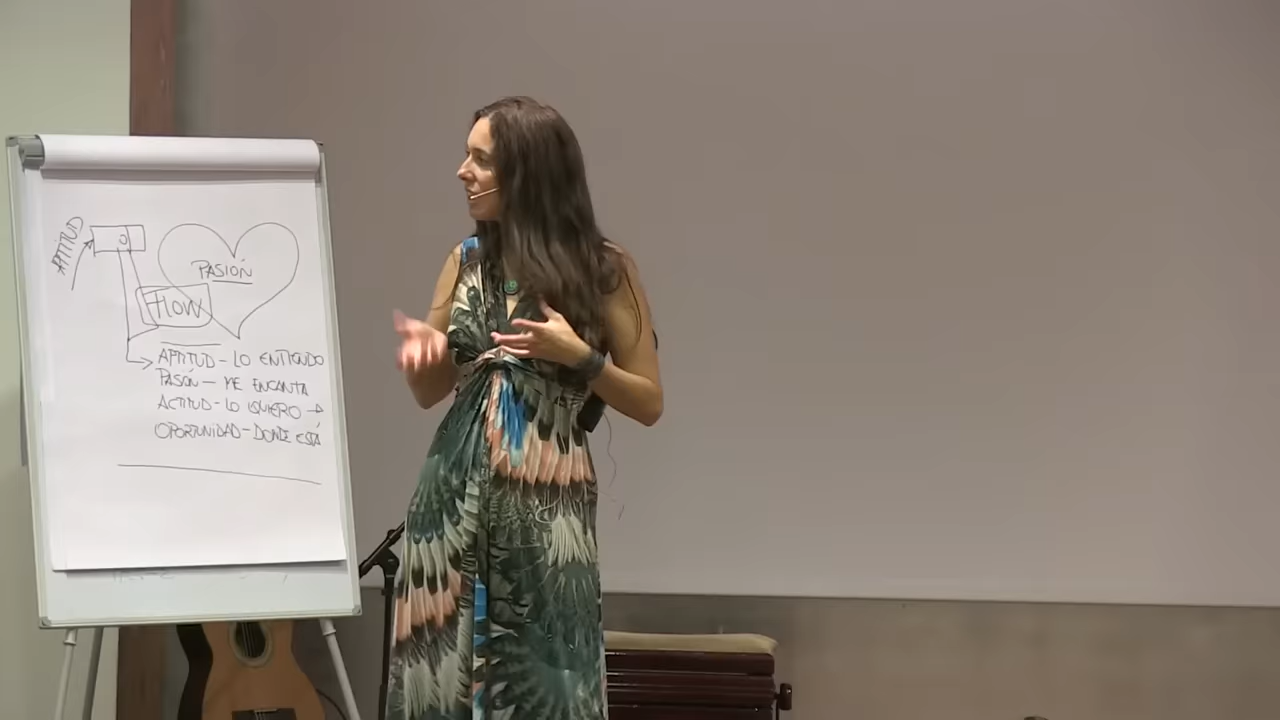 APTITUD
PASIÓN
FLOW
APTITUD - LO ENTIENDO
PASIÓN - ME ENCANTA
ACTITUD - LO QUIERO →
OPORTUNIDAD - DONDE ESTÁ